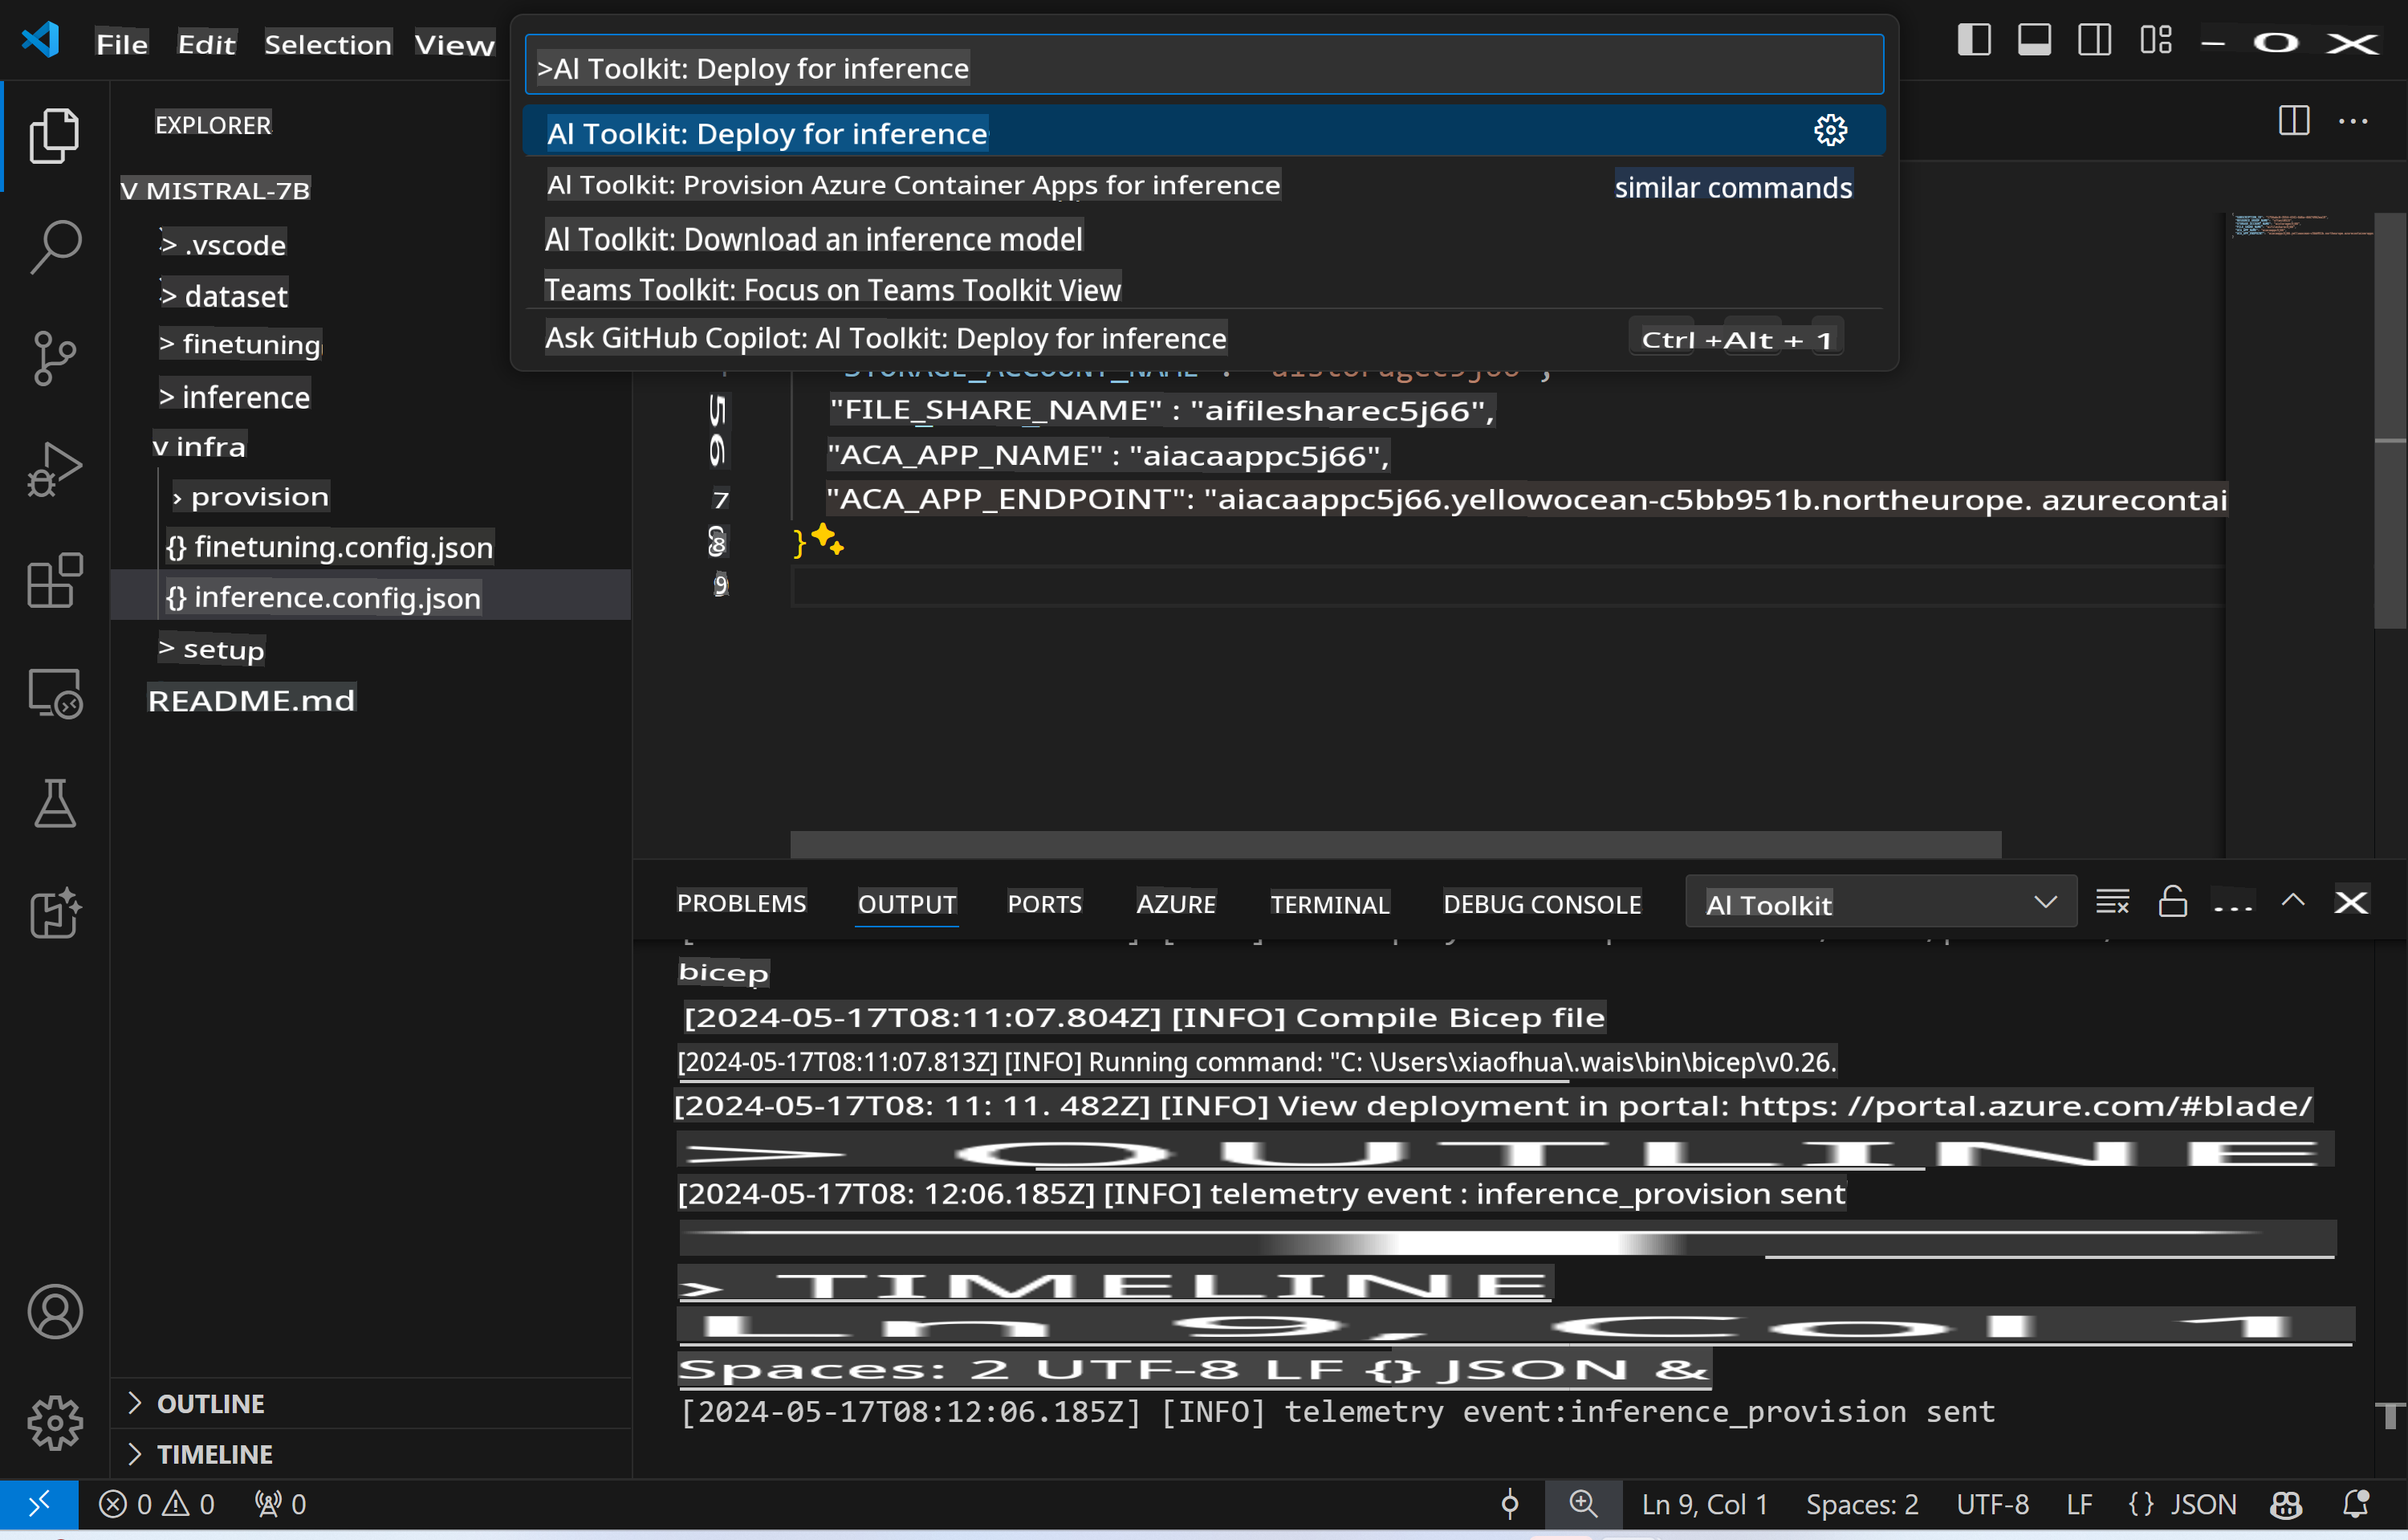 File Edit Selection View
>Al Toolkit: Deploy for inference
Al Toolkit: Deploy for inference
Al Toolkit: Provision Azure Container Apps for inference similar commands
Al Toolkit: Download an inference model
Teams Toolkit: Focus on Teams Toolkit View
Ask GitHub Copilot: Al Toolkit: Deploy for inference Ctrl +Alt + 1
EXPLORER
V MISTRAL-7B
> .vscode
> dataset
> finetuning
> inference
v infra
› provision
{} finetuning.config.json
{} inference.config.json
> setup
README.md
OUTLINE
TIMELINE
5 "FILE_SHARE_NAME" : "aifilesharec5j66",
6 "ACA_APP_NAME" : "aiacaappc5j66",
7 "ACA_APP_ENDPOINT": "aiacaappc5j66.yellowocean-c5bb951b.northeurope. azurecontai
8 }
9
PROBLEMS OUTPUT PORTS AZURE TERMINAL DEBUG CONSOLE Al Toolkit
bicep
[2024-05-17T08:11:07.804Z] [INFO] Compile Bicep file
[2024-05-17T08:11:07.813Z] [INFO] Running command: "C: \Users\xiaofhua\.wais\bin\bicep\v0.26.
[2024-05-17T08: 11: 11. 482Z] [INFO] View deployment in portal: https: //portal.azure.com/#blade/
> OUTLINE
[2024-05-17T08: 12:06.185Z] [INFO] telemetry event : inference_provision sent
› TIMELINE
Ln 9, Col 1
Spaces: 2 UTF-8 LF {} JSON &
[2024-05-17T08:12:06.185Z] [INFO] telemetry event:inference_provision sent
0 0 0 Ln 9, Col 1 Spaces: 2 UTF-8 LF {} JSON